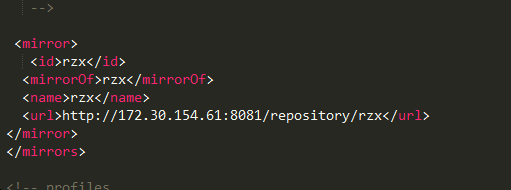 -->
<mirror>
<id>rzx</id>
<mirrorOf>rzx</mirrorOf>
<name>rzx</name>
<url>http://172.30.154.61:8081/repository/rzx</url>
</mirror>
</mirrors>
<!-- profiles